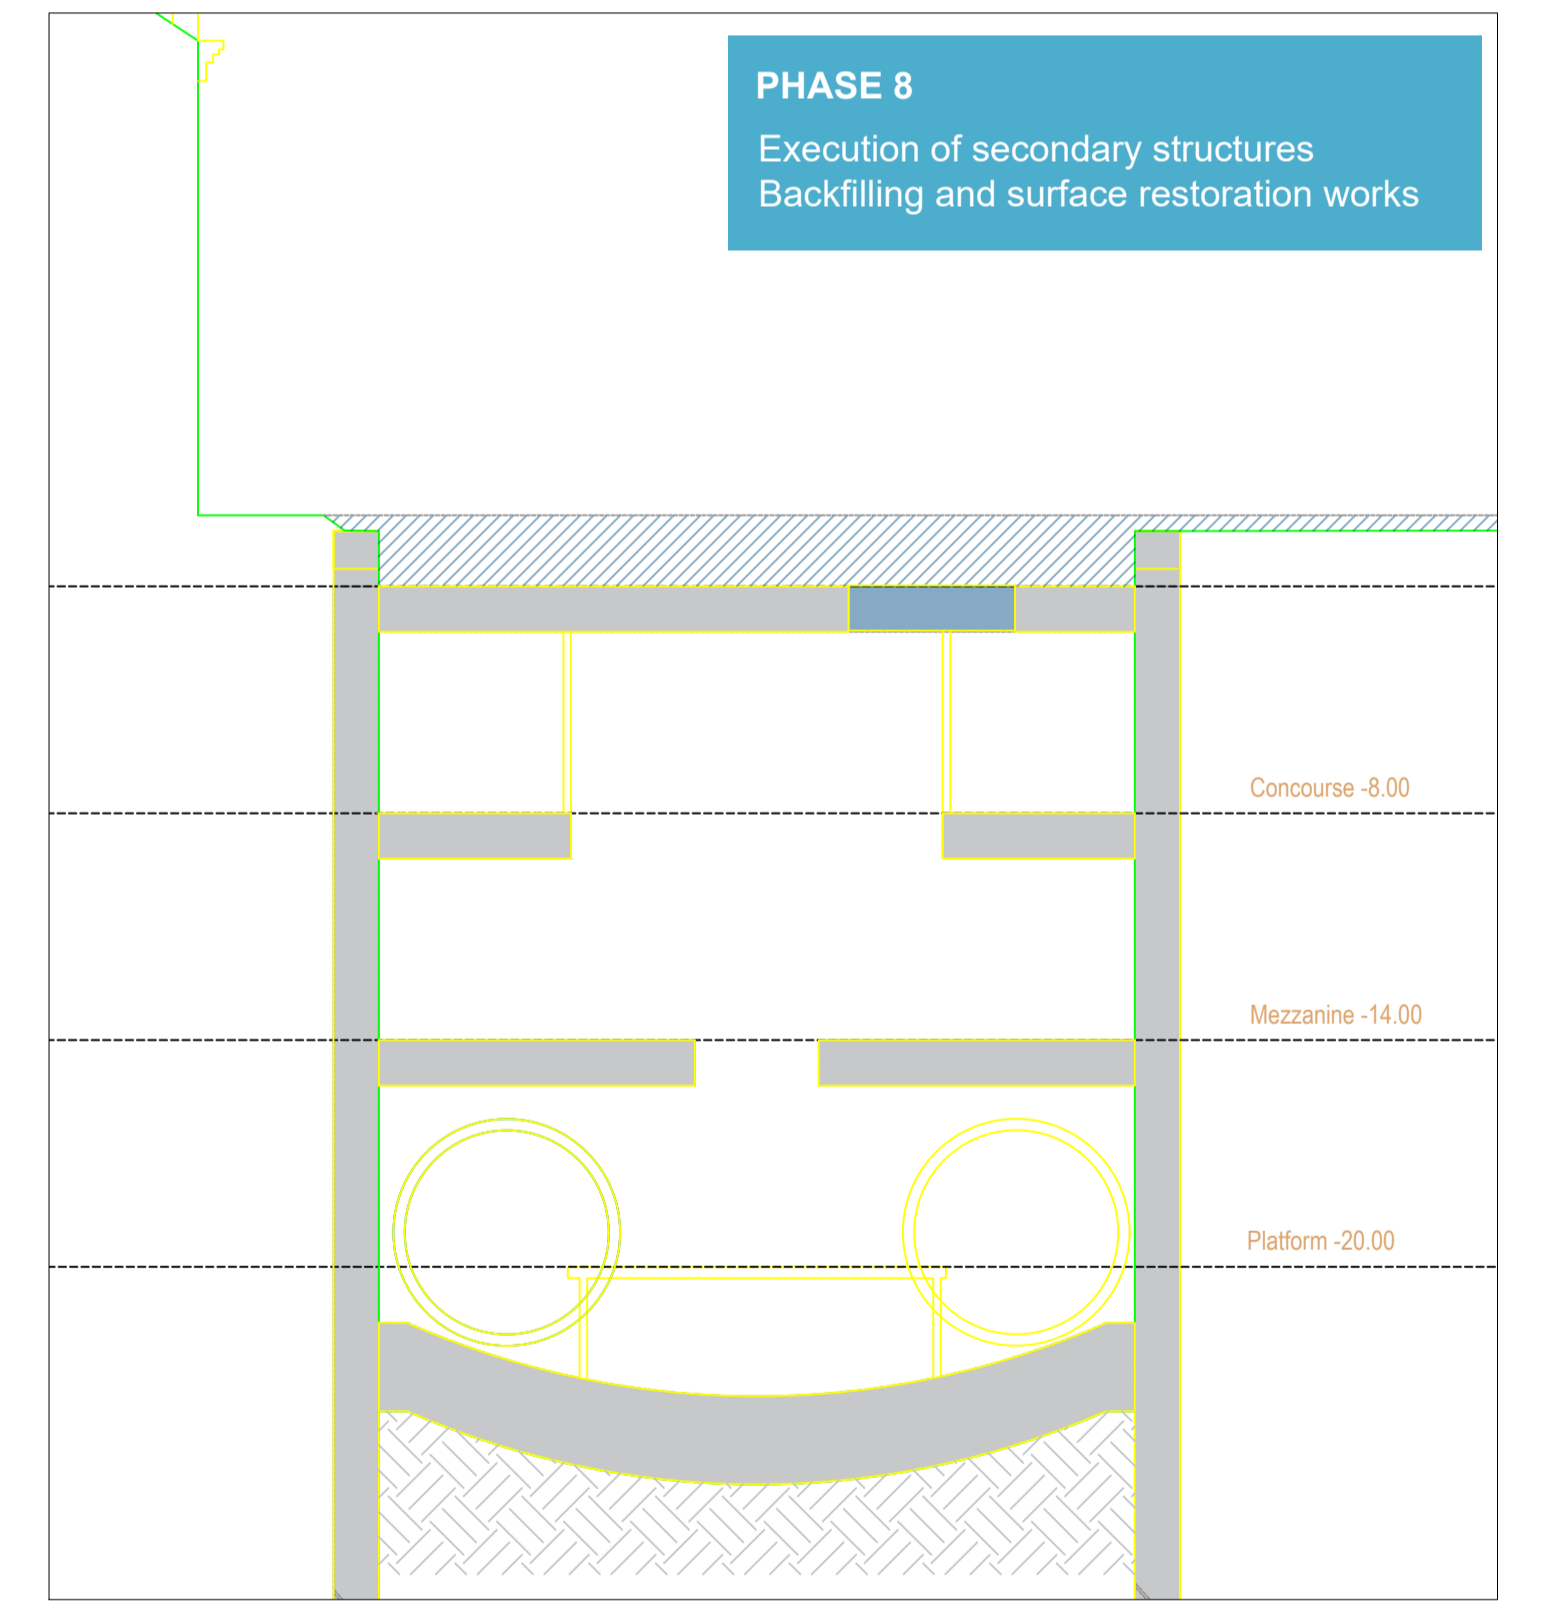 PHASE 8
Execution of secondary structures
Backfilling and surface restoration works
Concourse -8.00
Mezzanine -14.00
Platform -20.00